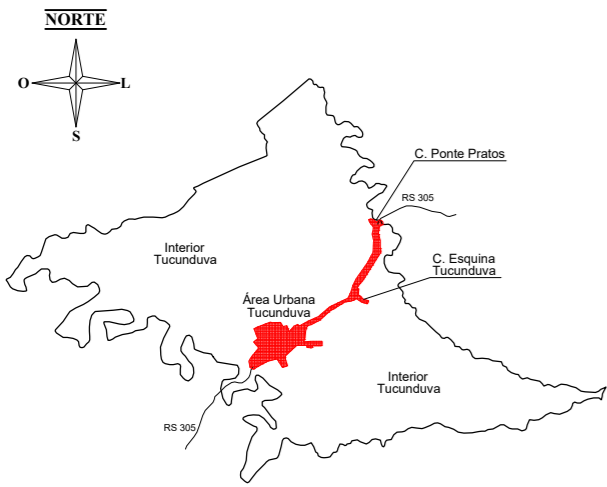 NORTE
O
L
S
C. Ponte Pratos
RS 305
Interior
Tucunduva
C. Esquina
Tucunduva
Área Urbana
Tucunduva
Interior
Tucunduva
RS 305